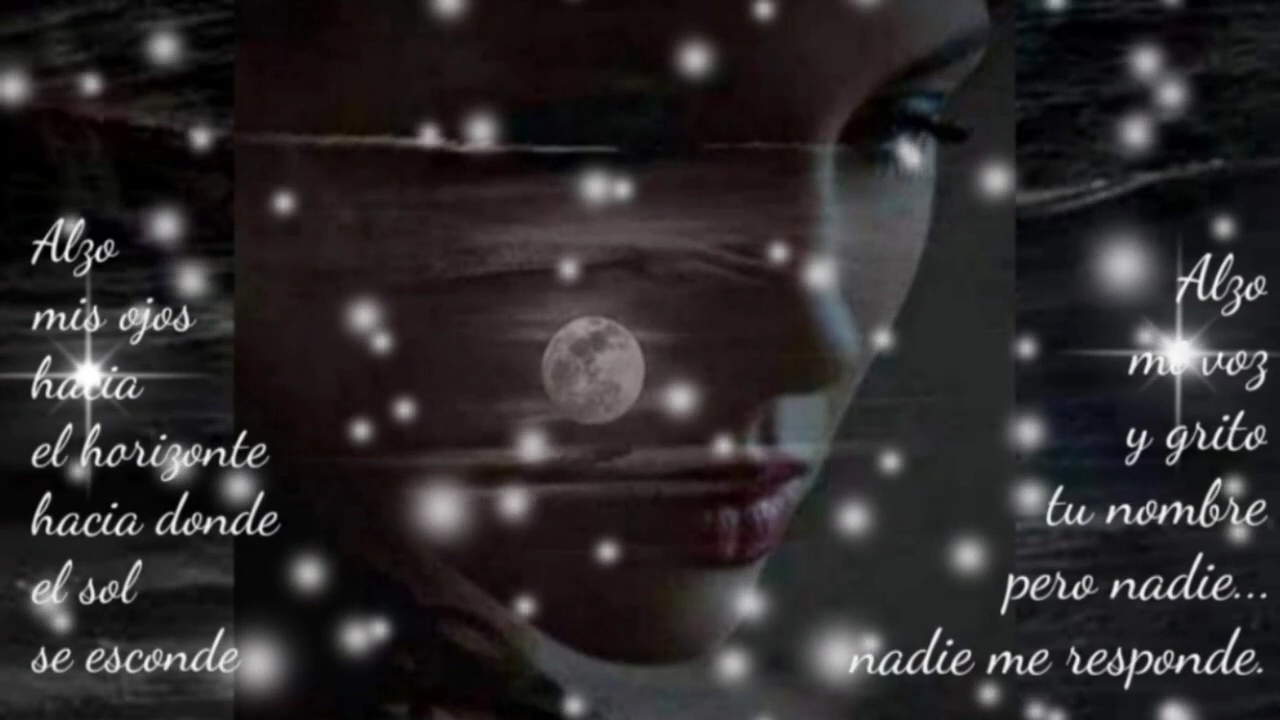 Alzo
mis ojos
hacia
el horizonte
hacia donde
el sol
se esconde
Alzo
mi voz
y grito
tu nombre
pero nadie...
nadie me responde.